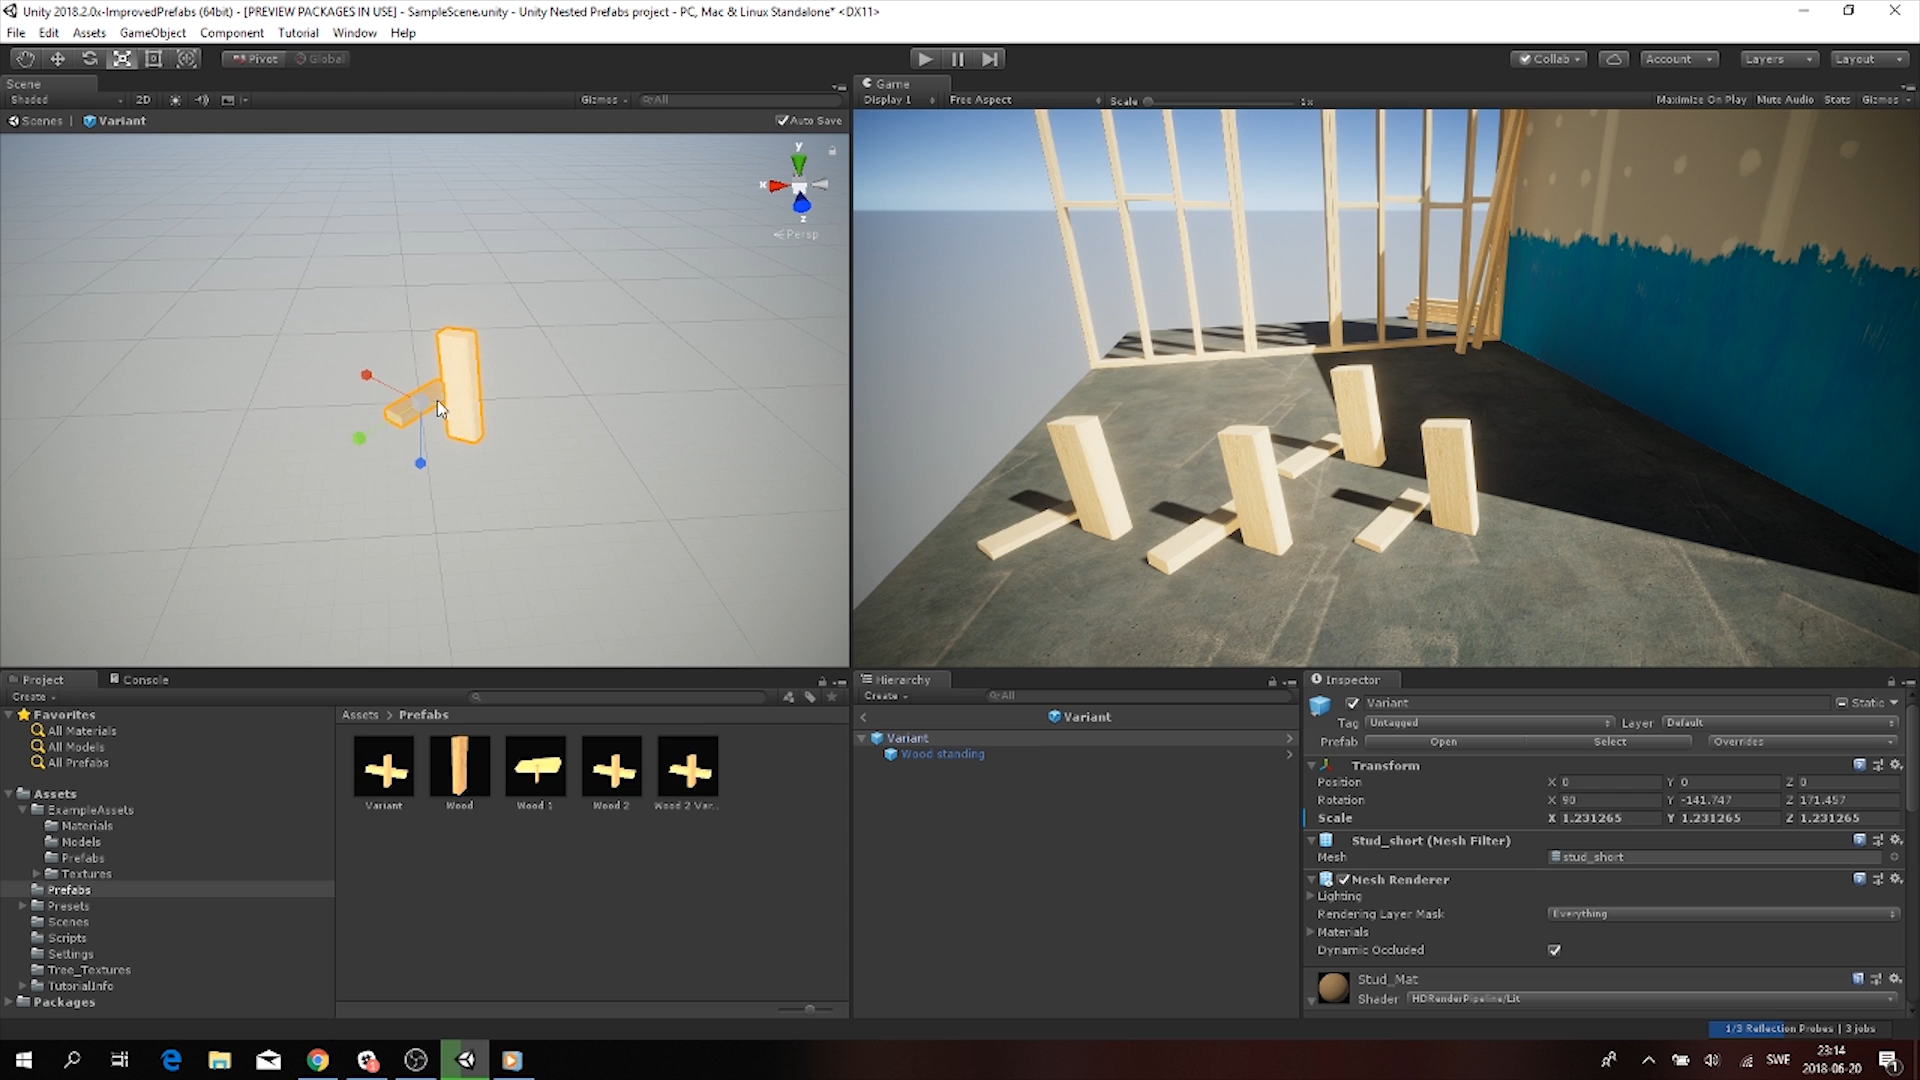 Unity 2018.2.0x-ImprovedPrefabs (64bit) - [PREVIEW PACKAGES IN USE] - SampleScene.unity - Unity Nested Prefabs project - PC, Mac & Linux Standalone* <DX11>
File Edit Assets GameObject Component Tutorial Window Help
Pivot Global Collab Account Layers Layout
Scene
Shaded 2D Gizmos All
Scenes | Variant Auto Save
y
x
z
Persp
Game
Display 1 Free Aspect Scale 1x Maximize On Play Mute Audio Stats Gizmos
Project Console
Create
Favorites
All Materials
All Models
All Prefabs
Assets
ExampleAssets
Materials
Models
Prefabs
Textures
Prefabs
Presets
Scenes
Scripts
Settings
Tree_Textures
TutorialInfo
Packages
Assets > Prefabs
Variant Wood Wood 1 Wood 2 Wood 2 Var...
Hierarchy
Create All
Variant
Variant
Wood standing
Inspector
Variant Static
Tag Untagged Layer Default
Prefab Open Select Overrides
Transform
Position X 0 Y 0 Z 0
Rotation X 90 Y -141.747 Z 171.457
Scale X 1.231265 Y 1.231265 Z 1.231265
Stud_short (Mesh Filter)
Mesh stud_short
Mesh Renderer
Lighting
Rendering Layer Mask Everything
Materials
Dynamic Occluded
Stud_Mat
Shader HDRenderPipeline/Lit
1/3 Reflection Probes | 3 jobs
SWE
23:14
2018-06-20